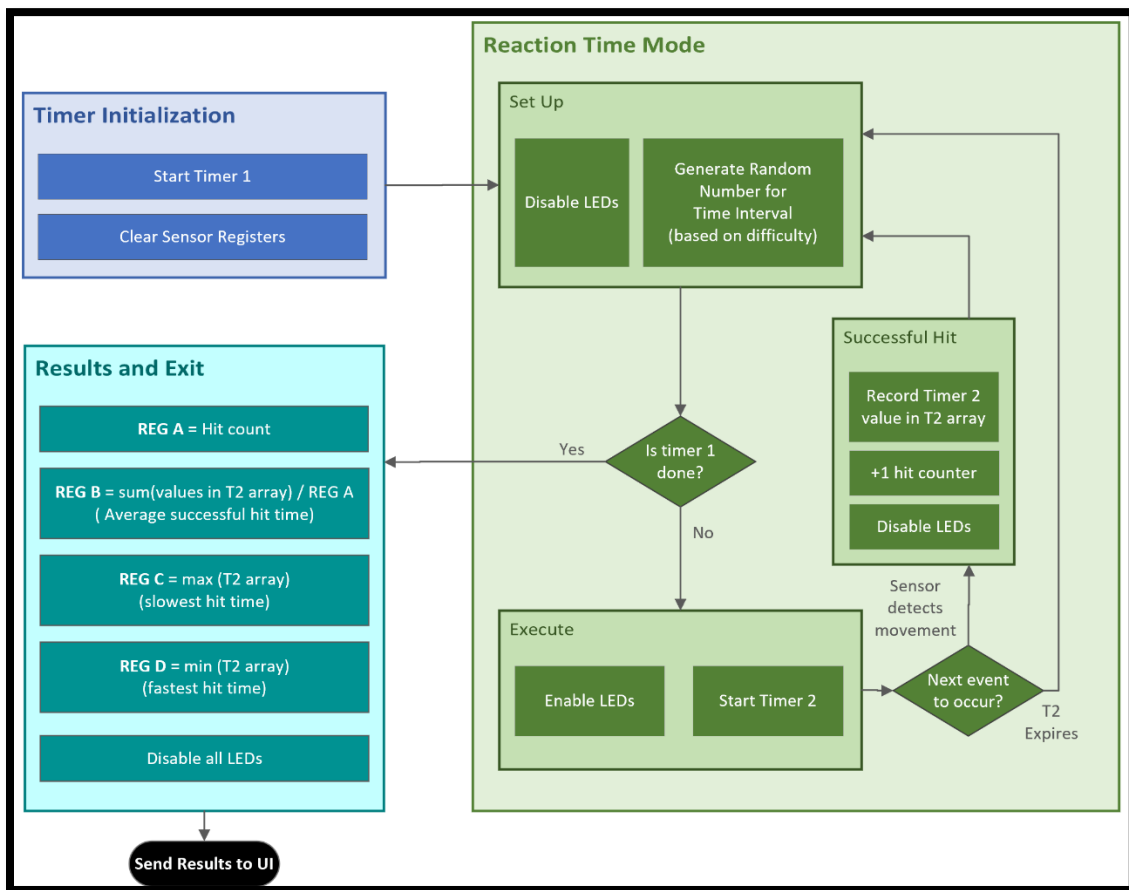 Timer Initialization
Start Timer 1
Clear Sensor Registers
Reaction Time Mode
Set Up
Disable LEDs
Generate Random
Number for
Time Interval
(based on difficulty)
Is timer 1
done?
Yes
No
Execute
Enable LEDs
Start Timer 2
Next event
to occur?
Sensor
detects
movement
T2
Expires
Successful Hit
Record Timer 2
value in T2 array
+1 hit counter
Disable LEDs
Results and Exit
REG A = Hit count
REG B = sum(values in T2 array) / REG A
( Average successful hit time)
REG C = max (T2 array)
(slowest hit time)
REG D = min (T2 array)
(fastest hit time)
Disable all LEDs
Send Results to UI